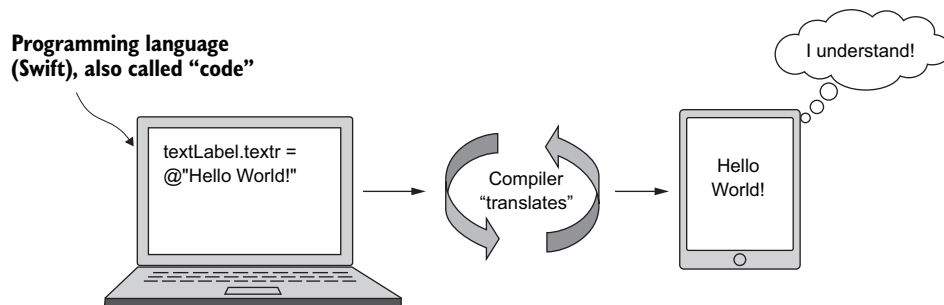 Programming language
(Swift), also called “code”
textLabel.textr =
@"Hello World!"
Compiler
“translates”
Hello
World!
I understand!